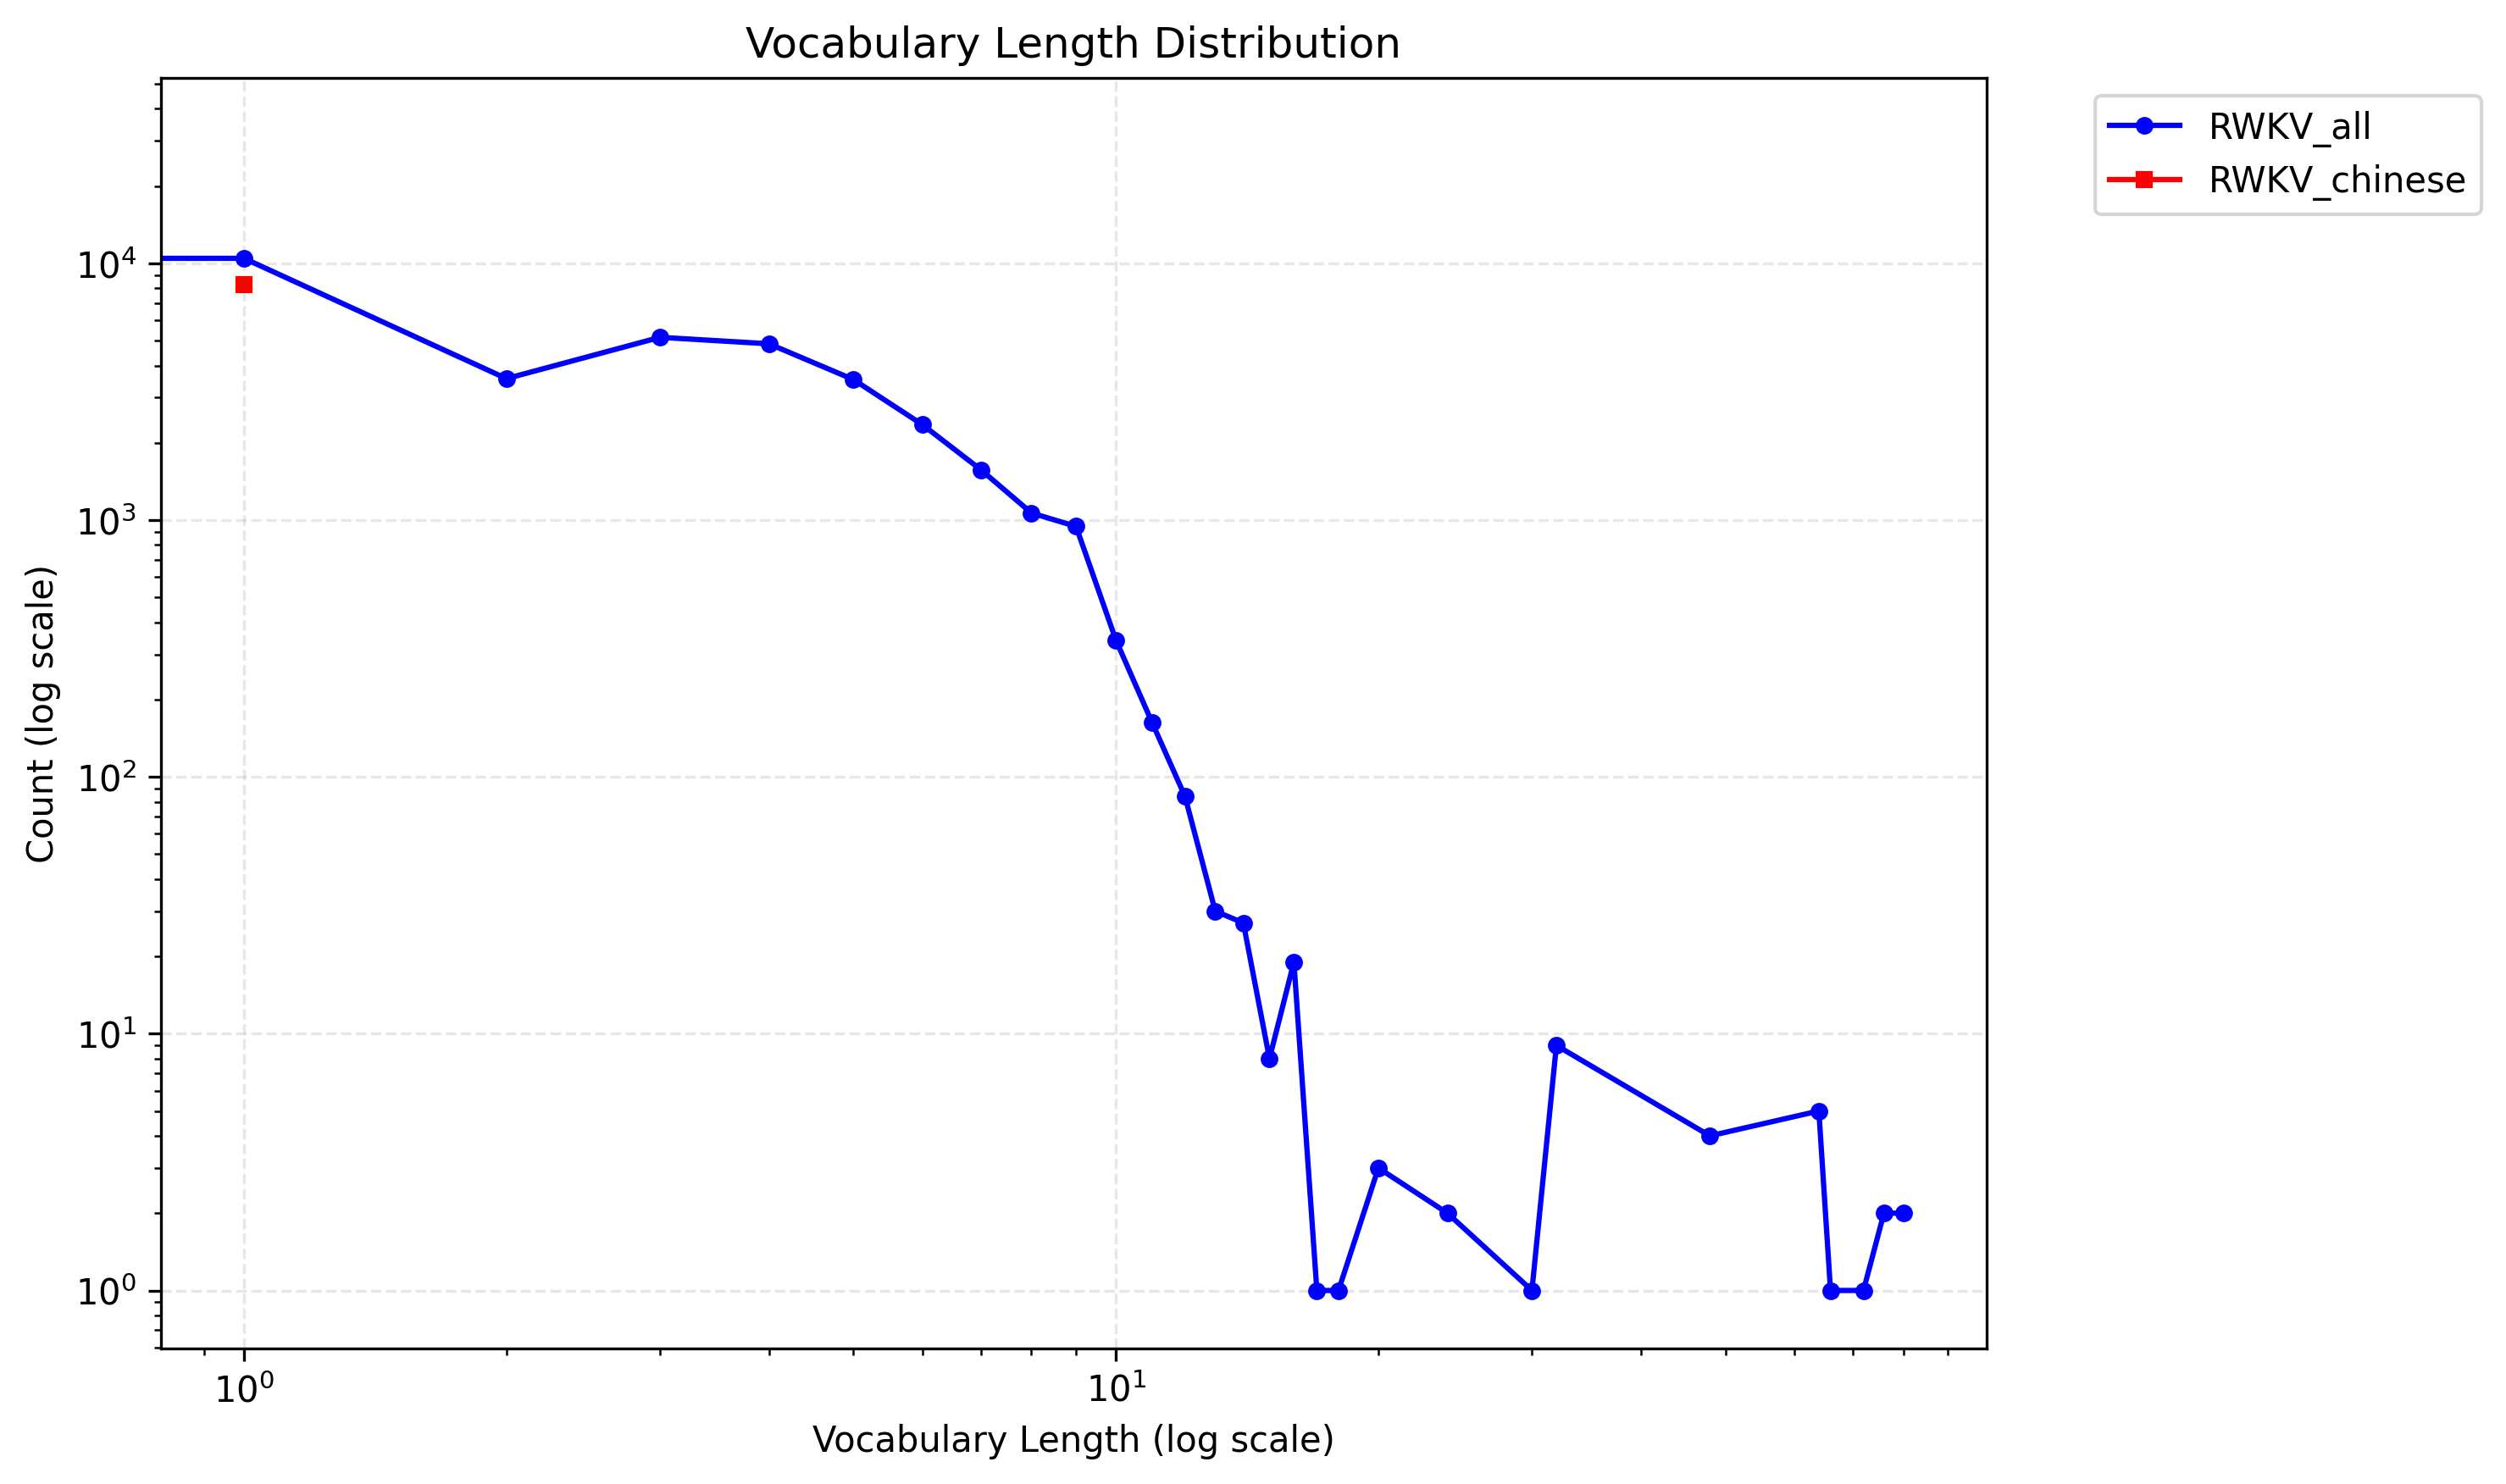 Vocabulary Length Distribution
RWKV_all
RWKV_chinese
Count (log scale)
10⁴
10³
10²
10¹
10⁰
10⁰ 10¹
Vocabulary Length (log scale)